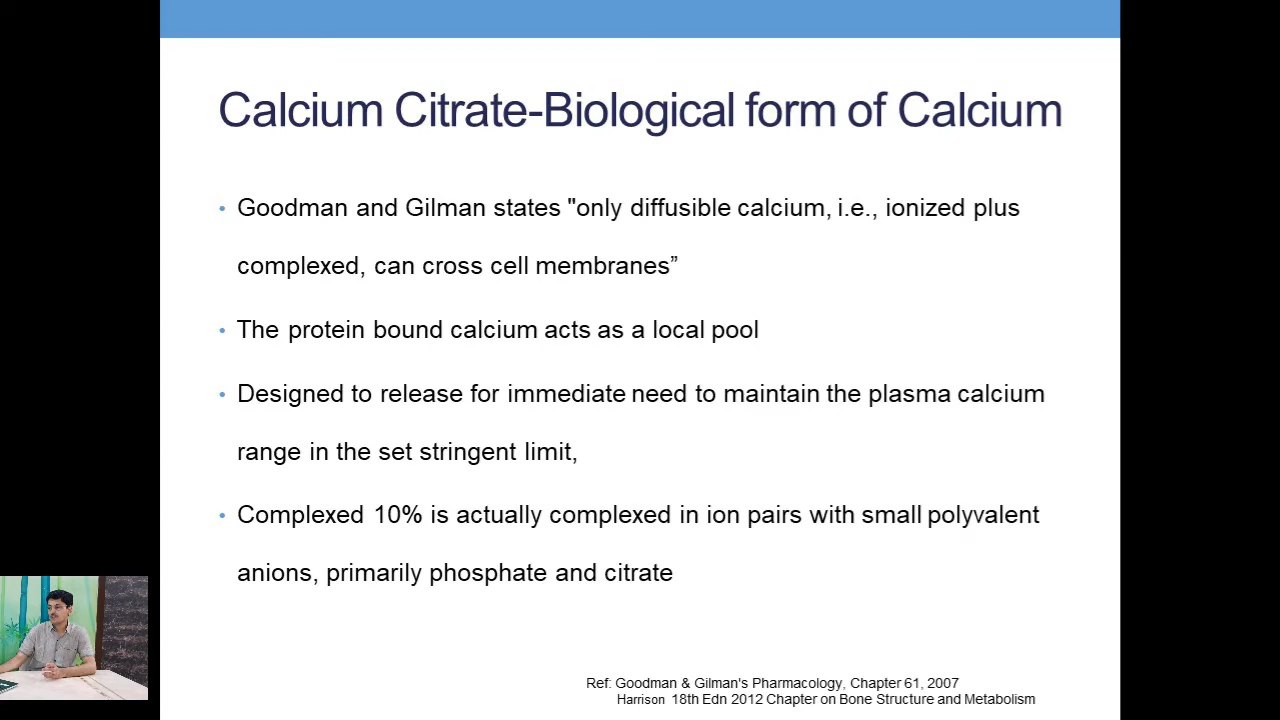 Calcium Citrate-Biological form of Calcium
• Goodman and Gilman states "only diffusible calcium, i.e., ionized plus
complexed, can cross cell membranes”
• The protein bound calcium acts as a local pool
• Designed to release for immediate need to maintain the plasma calcium
range in the set stringent limit,
• Complexed 10% is actually complexed in ion pairs with small polyvalent
anions, primarily phosphate and citrate
Ref: Goodman & Gilman's Pharmacology, Chapter 61, 2007
Harrison 18th Edn 2012 Chapter on Bone Structure and Metabolism